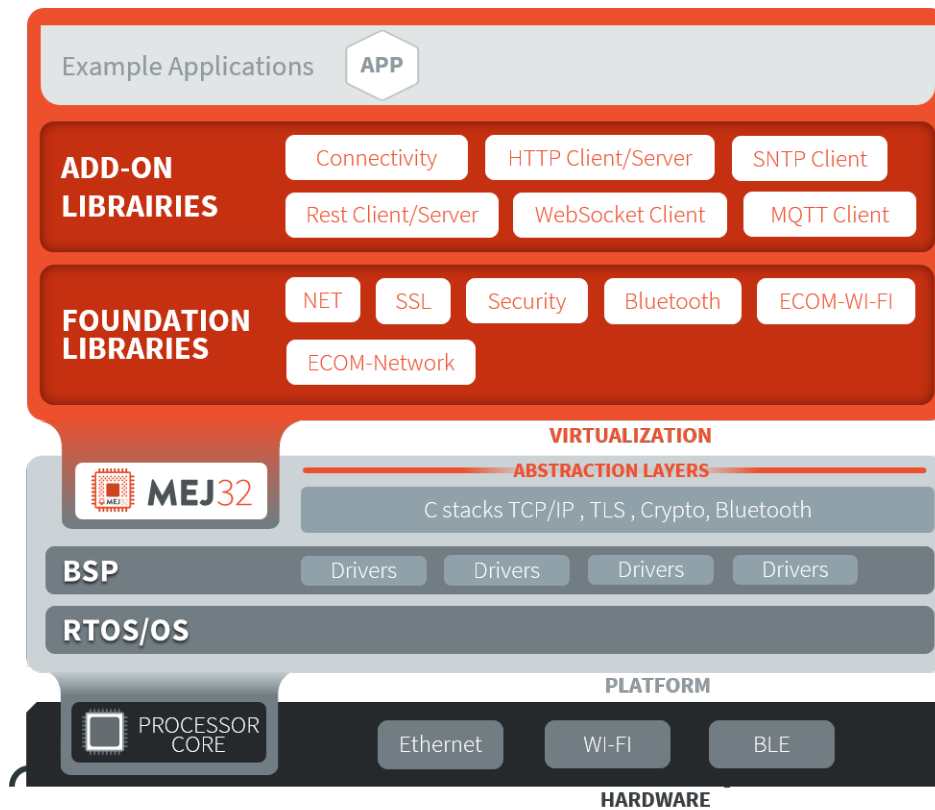 Example Applications APP
ADD-ON
LIBRAIRIES
Connectivity HTTP Client/Server SNTP Client
Rest Client/Server WebSocket Client MQTT Client
FOUNDATION
LIBRARIES
NET SSL Security Bluetooth ECOM-WI-FI
ECOM-Network
VIRTUALIZATION
ABSTRACTION LAYERS
MEJ MEJ32
C stacks TCP/IP , TLS , Crypto, Bluetooth
BSP Drivers Drivers Drivers Drivers
RTOS/OS
PLATFORM
PROCESSOR
CORE
Ethernet WI-FI BLE
HARDWARE